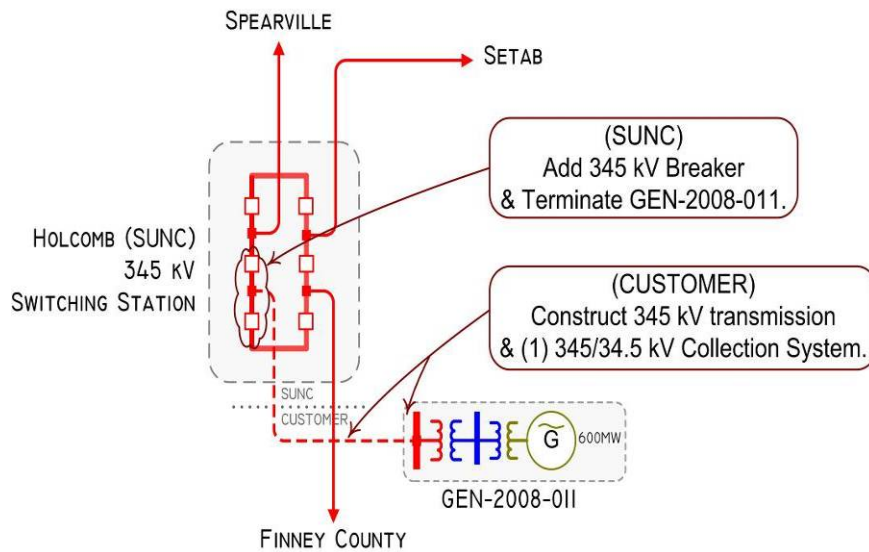 SPEARVILLE
SETAB
(SUNC)
Add 345 kV Breaker
& Terminate GEN-2008-011.
HOLCOMB (SUNC)
345 KV
SWITCHING STATION
(CUSTOMER)
Construct 345 kV transmission
& (1) 345/34.5 kV Collection System.
SUNC
CUSTOMER
G
600MW
GEN-2008-011
FINNEY COUNTY